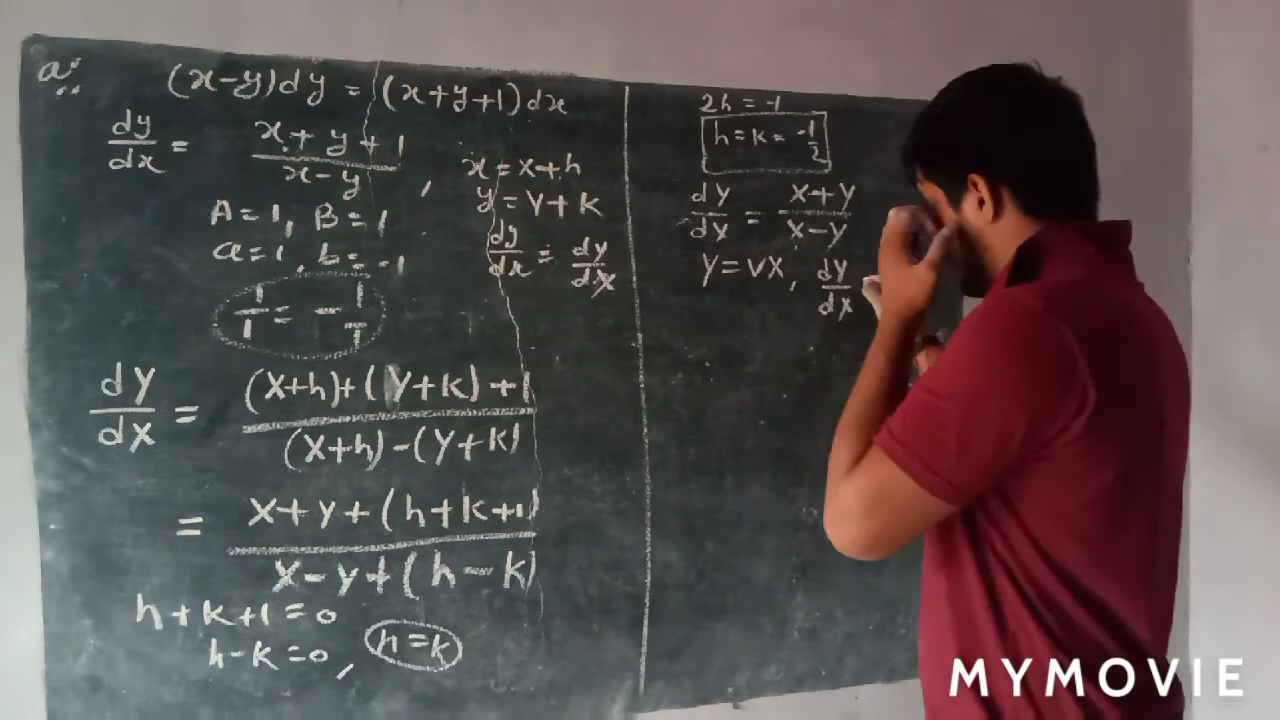 a:
(x-y)dy = (x+y+1)dx
dy/dx = x+y+1/x-y , x = X+h
y = Y+k
A=1, B=1
a=1, b=-1
dy/dx = dY/dX
1/1 = -1/1
dY/dX = (X+h)+(Y+k)+1/(X+h)-(Y+k)
= X+Y+(h+k+1)/X-Y+(h-k)
h+k+1=0
h-k=0, h=k
2h = -1
h=k=-1/2
dY/dX = X+Y/X-Y
Y=VX, dY/dX
MYMOVIE